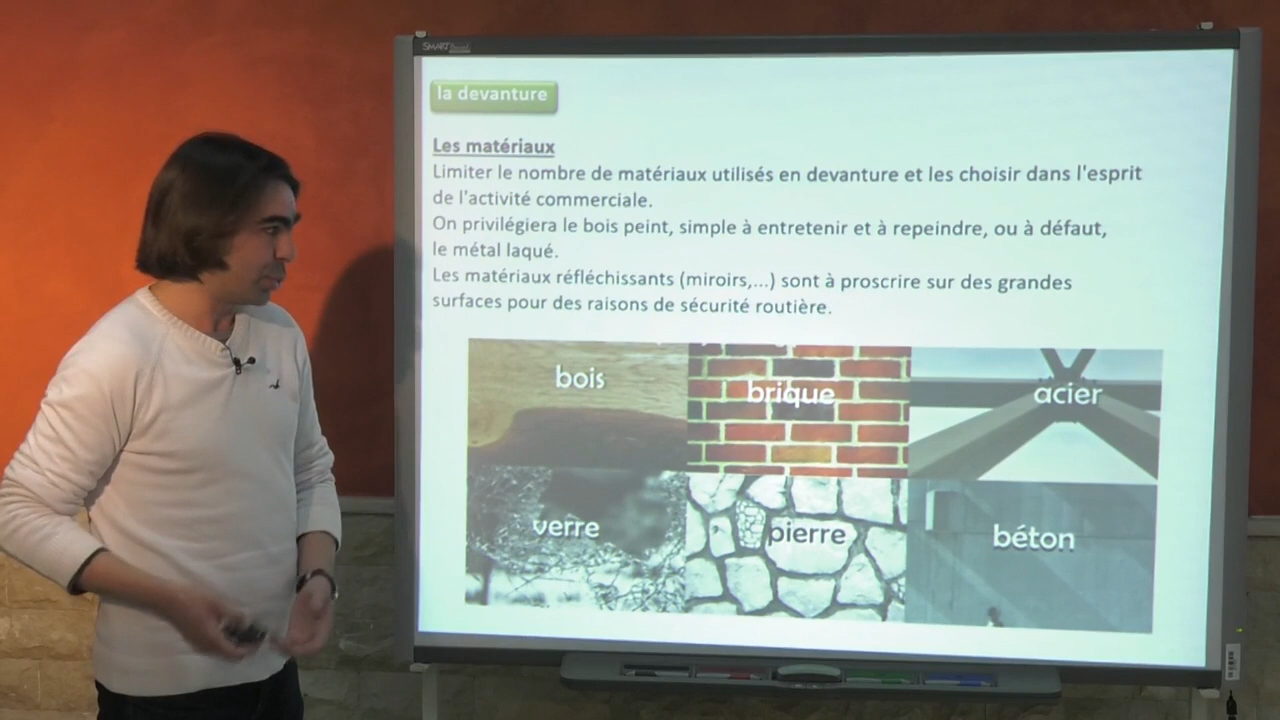 SMART Board
la devanture
Les matériaux
Limiter le nombre de matériaux utilisés en devanture et les choisir dans l'esprit
de l'activité commerciale.
On privilégiera le bois peint, simple à entretenir et à repeindre, ou à défaut,
le métal laqué.
Les matériaux réfléchissants (miroirs,...) sont à proscrire sur des grandes
surfaces pour des raisons de sécurité routière.
bois
brique
acier
verre
pierre
béton